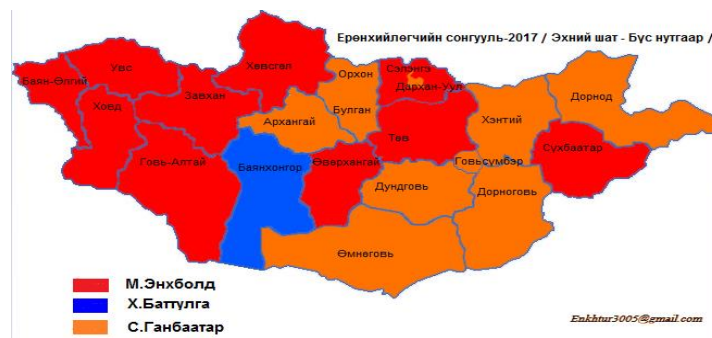 Ерөнхийлөгчийн сонгууль-2017 / Эхний шат - Бүс нутгаар /
Баян-Өлгий
Увс
Хөвсгөл
Ховд
Завхан
Орхон
Сэлэнгэ
Дархан-Уул
Булган
Архангай
Хэнтий
Дорнод
Төв
Говь-Алтай
Баянхонгор
Өвөрхангай
Говьсүмбэр
Сүхбаатар
Дундговь
Дорноговь
Өмнөговь
М.Энхболд
Х.Баттулга
С.Ганбаатар
Enkhtur3005@gmail.com